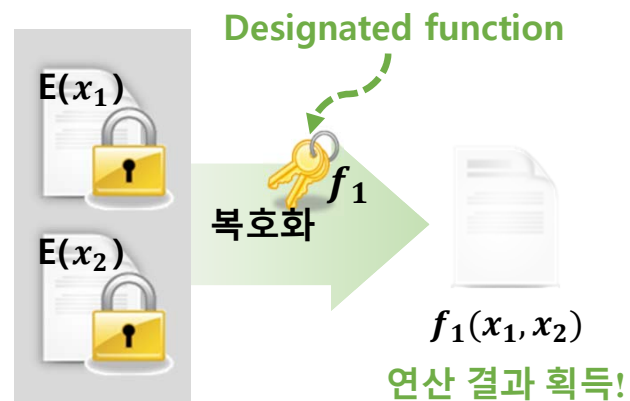 Designated function
E(x₁)
f₁
복호화
E(x₂)
f₁(x₁, x₂)
연산 결과 획득!